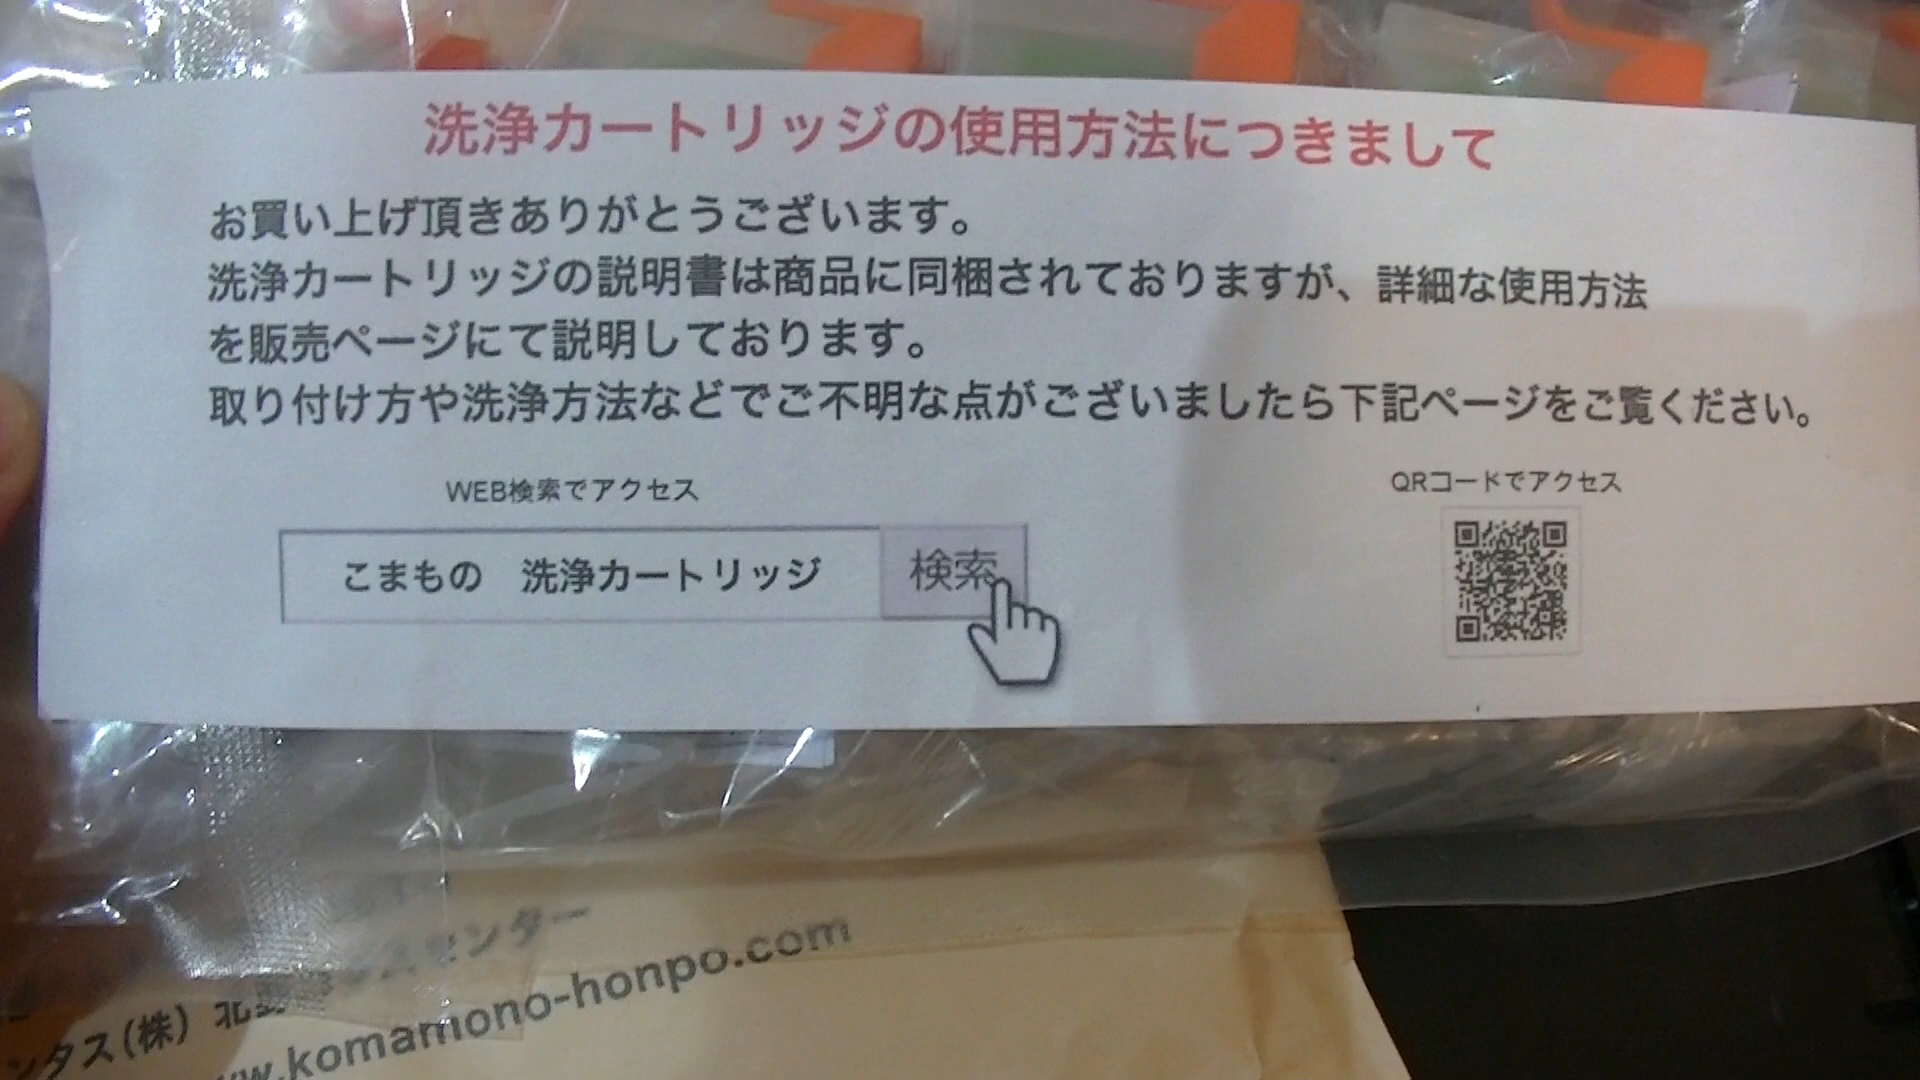 洗浄カートリッジの使用方法につきまして
お買い上げ頂きありがとうございます。
洗浄カートリッジの説明書は商品に同梱されておりますが、詳細な使用方法
を販売ページにて説明しております。
取り付け方や洗浄方法などでご不明な点がございましたら下記ページをご覧ください。
WEB検索でアクセス
QRコードでアクセス
こまもの 洗浄カートリッジ
検索
センター
ンタス(株) 北
www.komamono-honpo.com